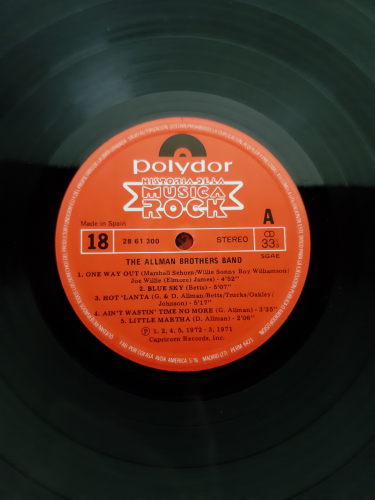 polydor
HISTORIA DE LA
MUSICA
ROCK
Made in Spain
A
18
28 61 300
STEREO
33⅓
SGAE
THE ALLMAN BROTHERS BAND
1. ONE WAY OUT (Marshall Sehorn/Willie Sonny Boy Williamson/
Joe Willie (Elmore) James) - 4'52"
2. BLUE SKY (Betts) - 5'07"
3. HOT 'LANTA (G. & D. Allman/Betts/Trucks/Oakley/
Johnson) - 5'17"
4. AIN'T WASTIN' TIME NO MORE (G. Allman) - 3'35"
5. LITTLE MARTHA (D. Allman) - 2'06"
Ⓟ 1, 2, 4, 5, 1972 - 3, 1971
Capricorn Records, Inc.